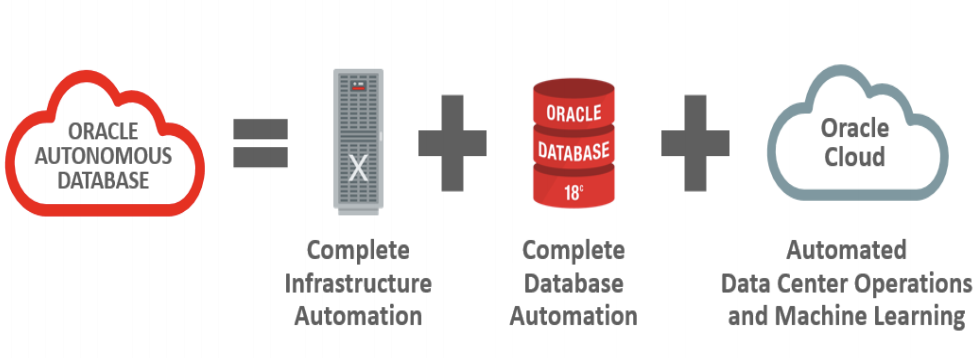 ORACLE
AUTONOMOUS
DATABASE
X
ORACLE
DATABASE
18c
Oracle
Cloud
Complete
Infrastructure
Automation
Complete
Database
Automation
Automated
Data Center Operations
and Machine Learning